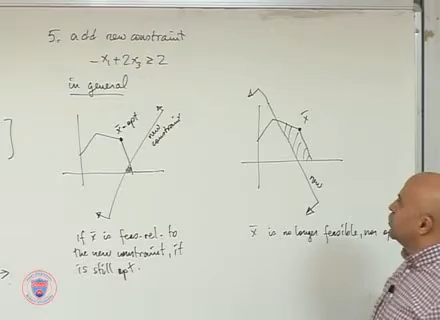 5. add new constraint
-x₁+2x₃ ≥ 2
in general
x̄-opt
new
constraint
x̄
new
if x̄ is feas. rel. to
the new constraint, it
is still opt.
x̄ is no longer feasible, nor